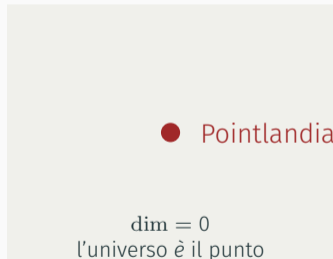 Pointlandia
dim = 0
l'universo è il punto